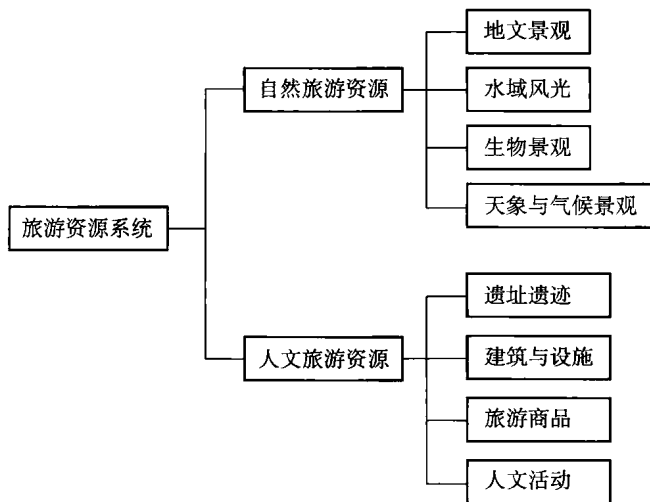 旅游资源系统
自然旅游资源
地文景观
水域风光
生物景观
天象与气候景观
人文旅游资源
遗址遗迹
建筑与设施
旅游商品
人文活动